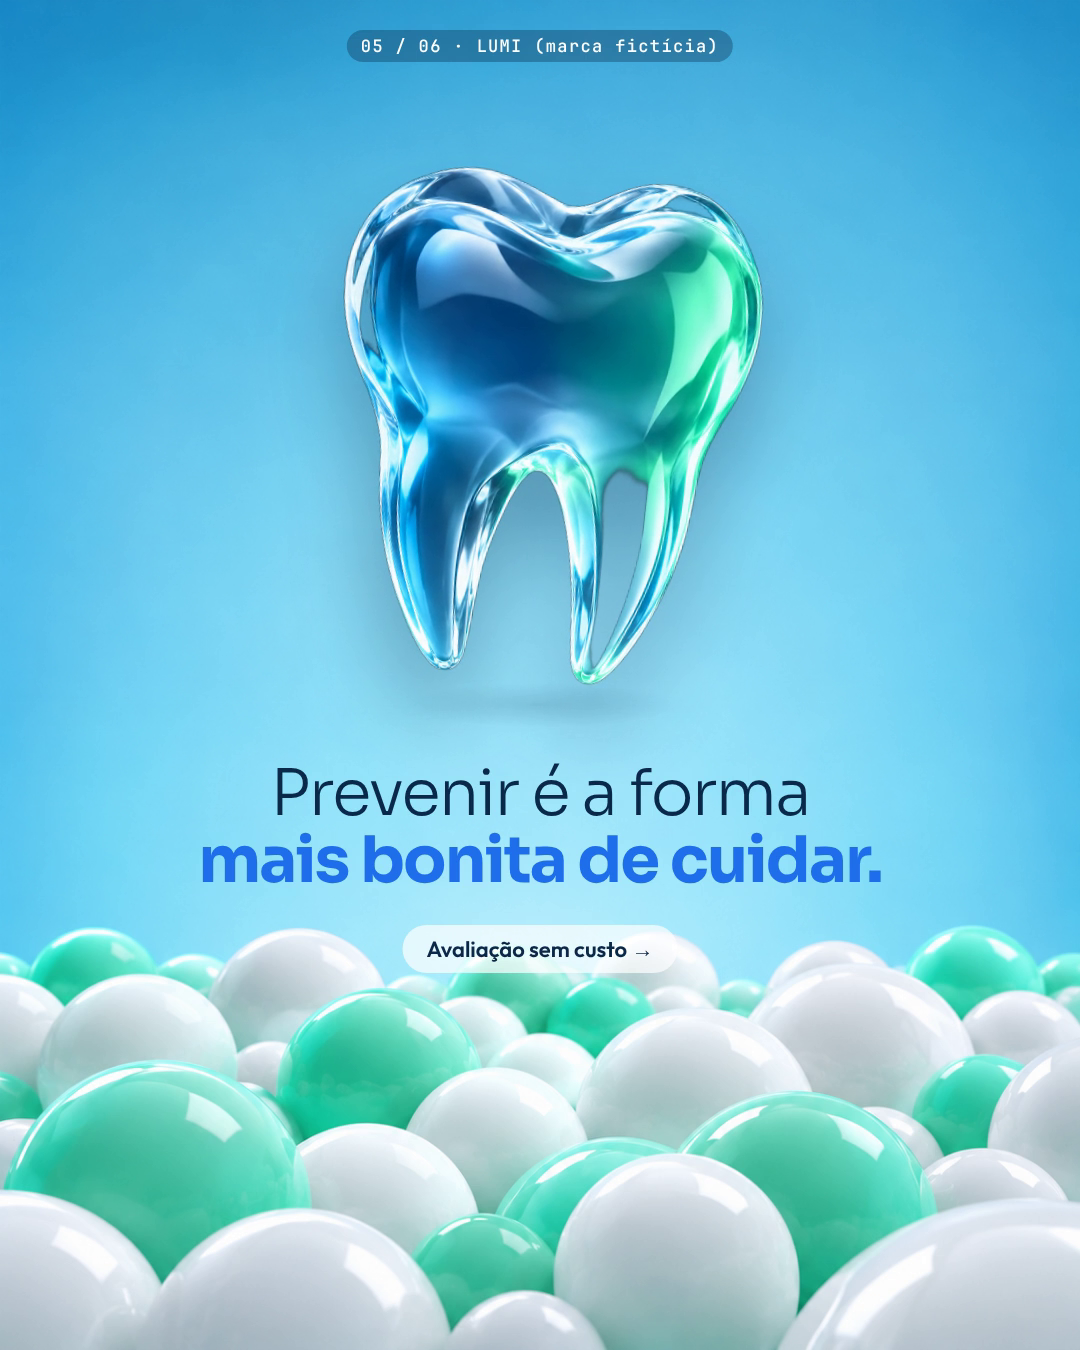 05 / 06 · LUMI (marca fictícia)
Prevenir é a forma
mais bonita de cuidar.
Avaliação sem custo →